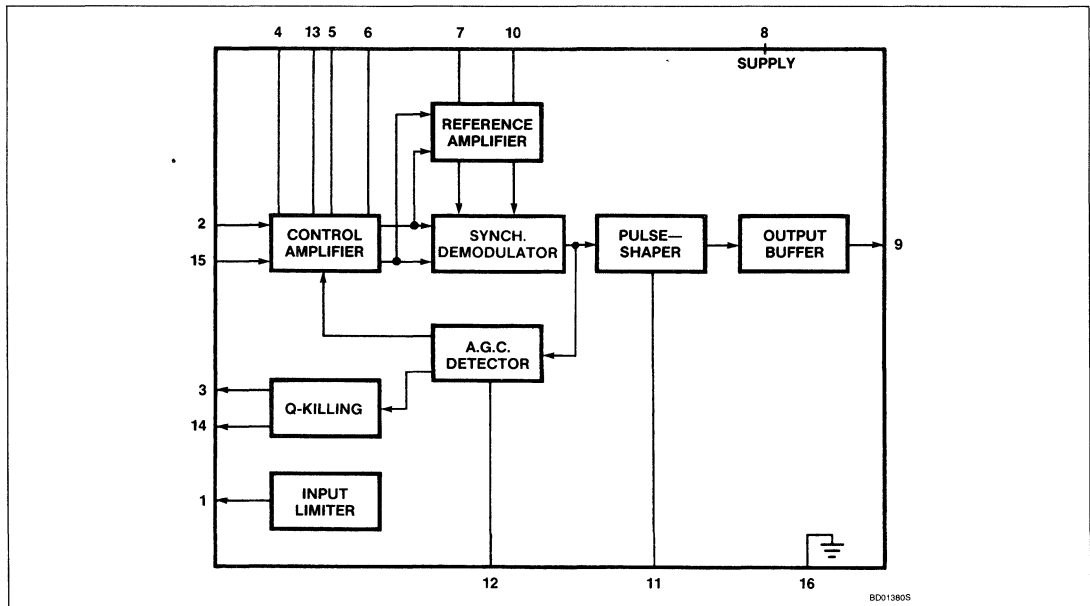 4 13 5 6 7 10 8
SUPPLY
REFERENCE
AMPLIFIER
2
15
CONTROL
AMPLIFIER
SYNCH.
DEMODULATOR
PULSE—
SHAPER
OUTPUT
BUFFER
9
A.G.C.
DETECTOR
3
14
Q-KILLING
1
INPUT
LIMITER
12 11 16
BD01380S